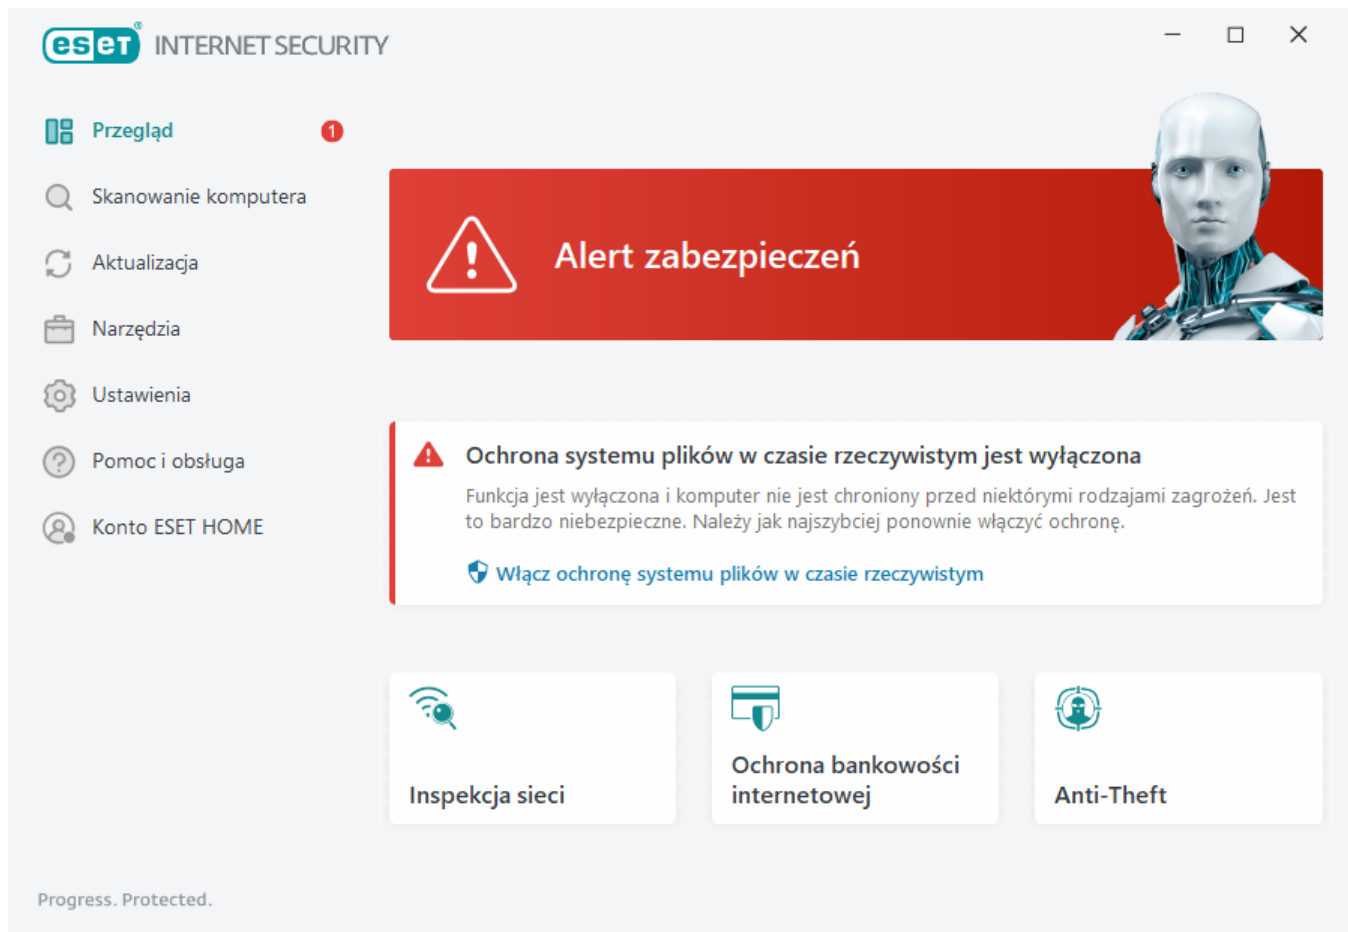 eset® INTERNET SECURITY
Przegląd
1
Skanowanie komputera
Aktualizacja
Narzędzia
Ustawienia
Pomoc i obsługa
Konto ESET HOME
Alert zabezpieczeń
Ochrona systemu plików w czasie rzeczywistym jest wyłączona
Funkcja jest wyłączona i komputer nie jest chroniony przed niektórymi rodzajami zagrożeń. Jest
to bardzo niebezpieczne. Należy jak najszybciej ponownie włączyć ochronę.
Włącz ochronę systemu plików w czasie rzeczywistym
Inspekcja sieci
Ochrona bankowości
internetowej
Anti-Theft
Progress. Protected.